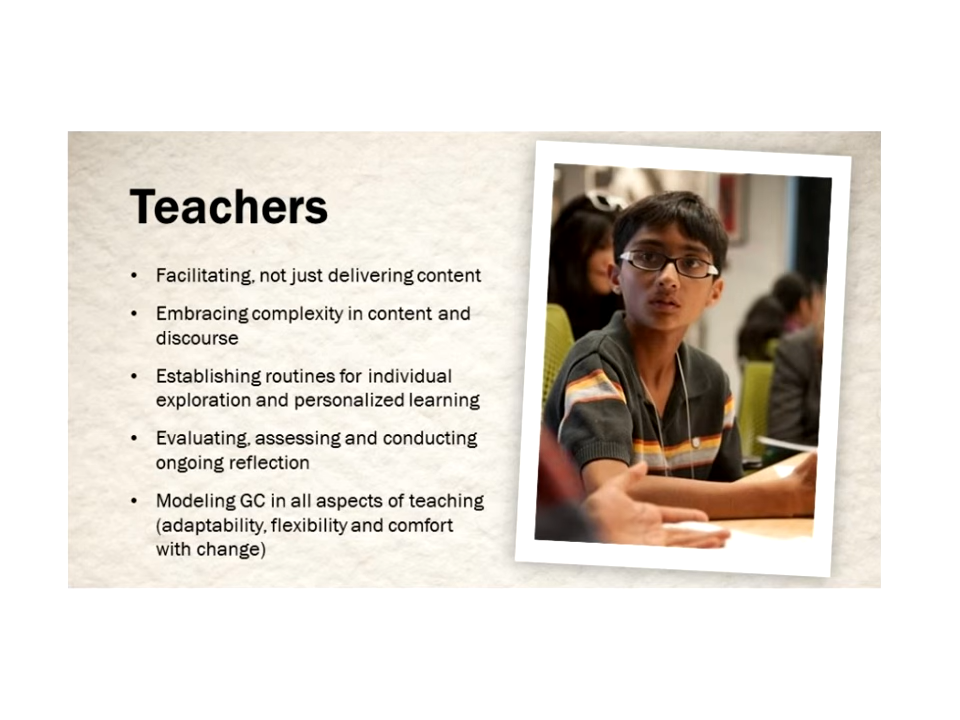 Teachers
• Facilitating, not just delivering content
• Embracing complexity in content and
discourse
• Establishing routines for individual
exploration and personalized learning
• Evaluating, assessing and conducting
ongoing reflection
• Modeling GC in all aspects of teaching
(adaptability, flexibility and comfort
with change)